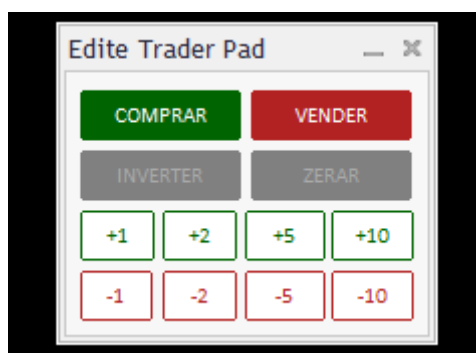 Edite Trader Pad
COMPRAR VENDER
INVERTER ZERAR
+1 +2 +5 +10
-1 -2 -5 -10